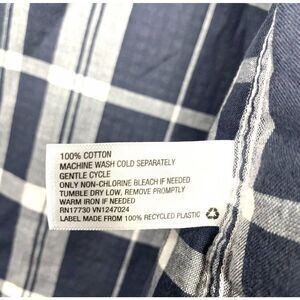 100% COTTON
MACHINE WASH COLD SEPARATELY
GENTLE CYCLE
ONLY NON-CHLORINE BLEACH IF NEEDED
TUMBLE DRY LOW, REMOVE PROMPTLY
WARM IRON IF NEEDED
RN17730 VN1247024
LABEL MADE FROM 100% RECYCLED PLASTIC